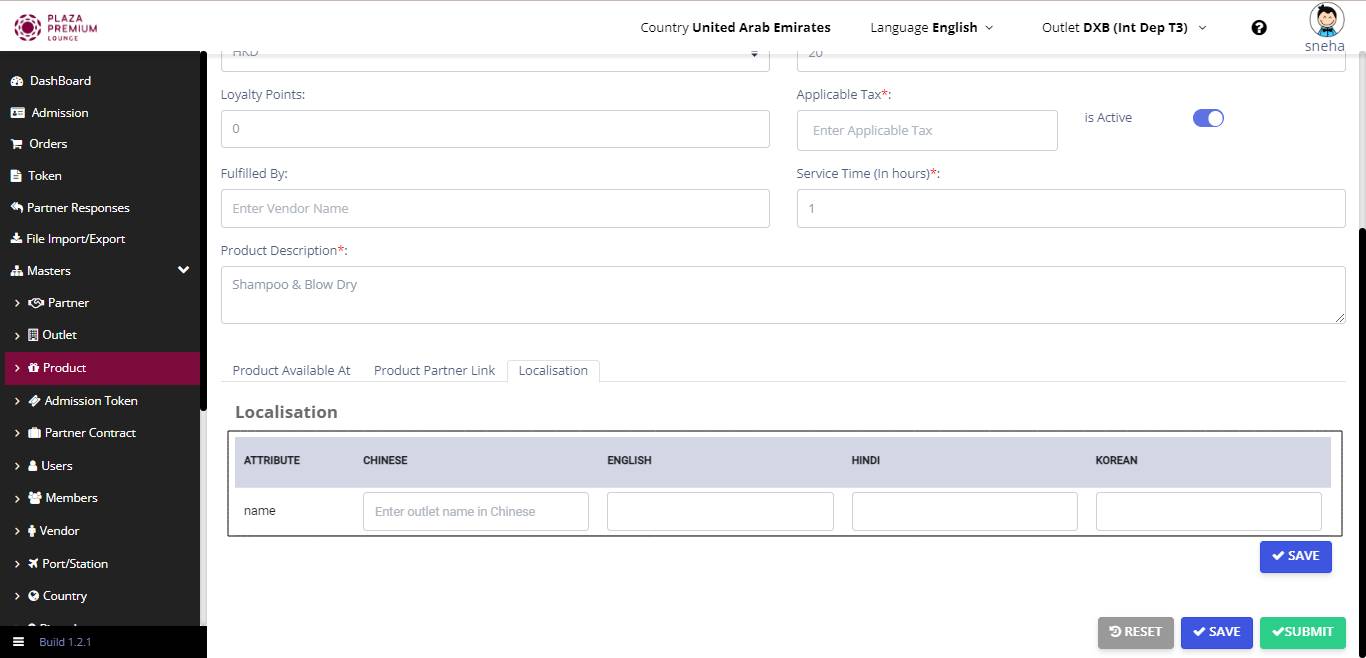 PLAZA
PREMIUM
LOUNGE
Country United Arab Emirates
Language English
Outlet DXB (Int Dep T3)
sneha
DashBoard
Admission
Orders
Token
Partner Responses
File Import/Export
Masters
Partner
Outlet
Product
Admission Token
Partner Contract
Users
Members
Vendor
Port/Station
Country
Build 1.2.1
HKD
20
Loyalty Points:
0
Applicable Tax*:
Enter Applicable Tax
is Active
Fulfilled By:
Enter Vendor Name
Service Time (In hours)*:
1
Product Description*:
Shampoo & Blow Dry
Product Available At
Product Partner Link
Localisation
Localisation
ATTRIBUTE CHINESE ENGLISH HINDI KOREAN
name Enter outlet name in Chinese
SAVE
RESET
SAVE
SUBMIT